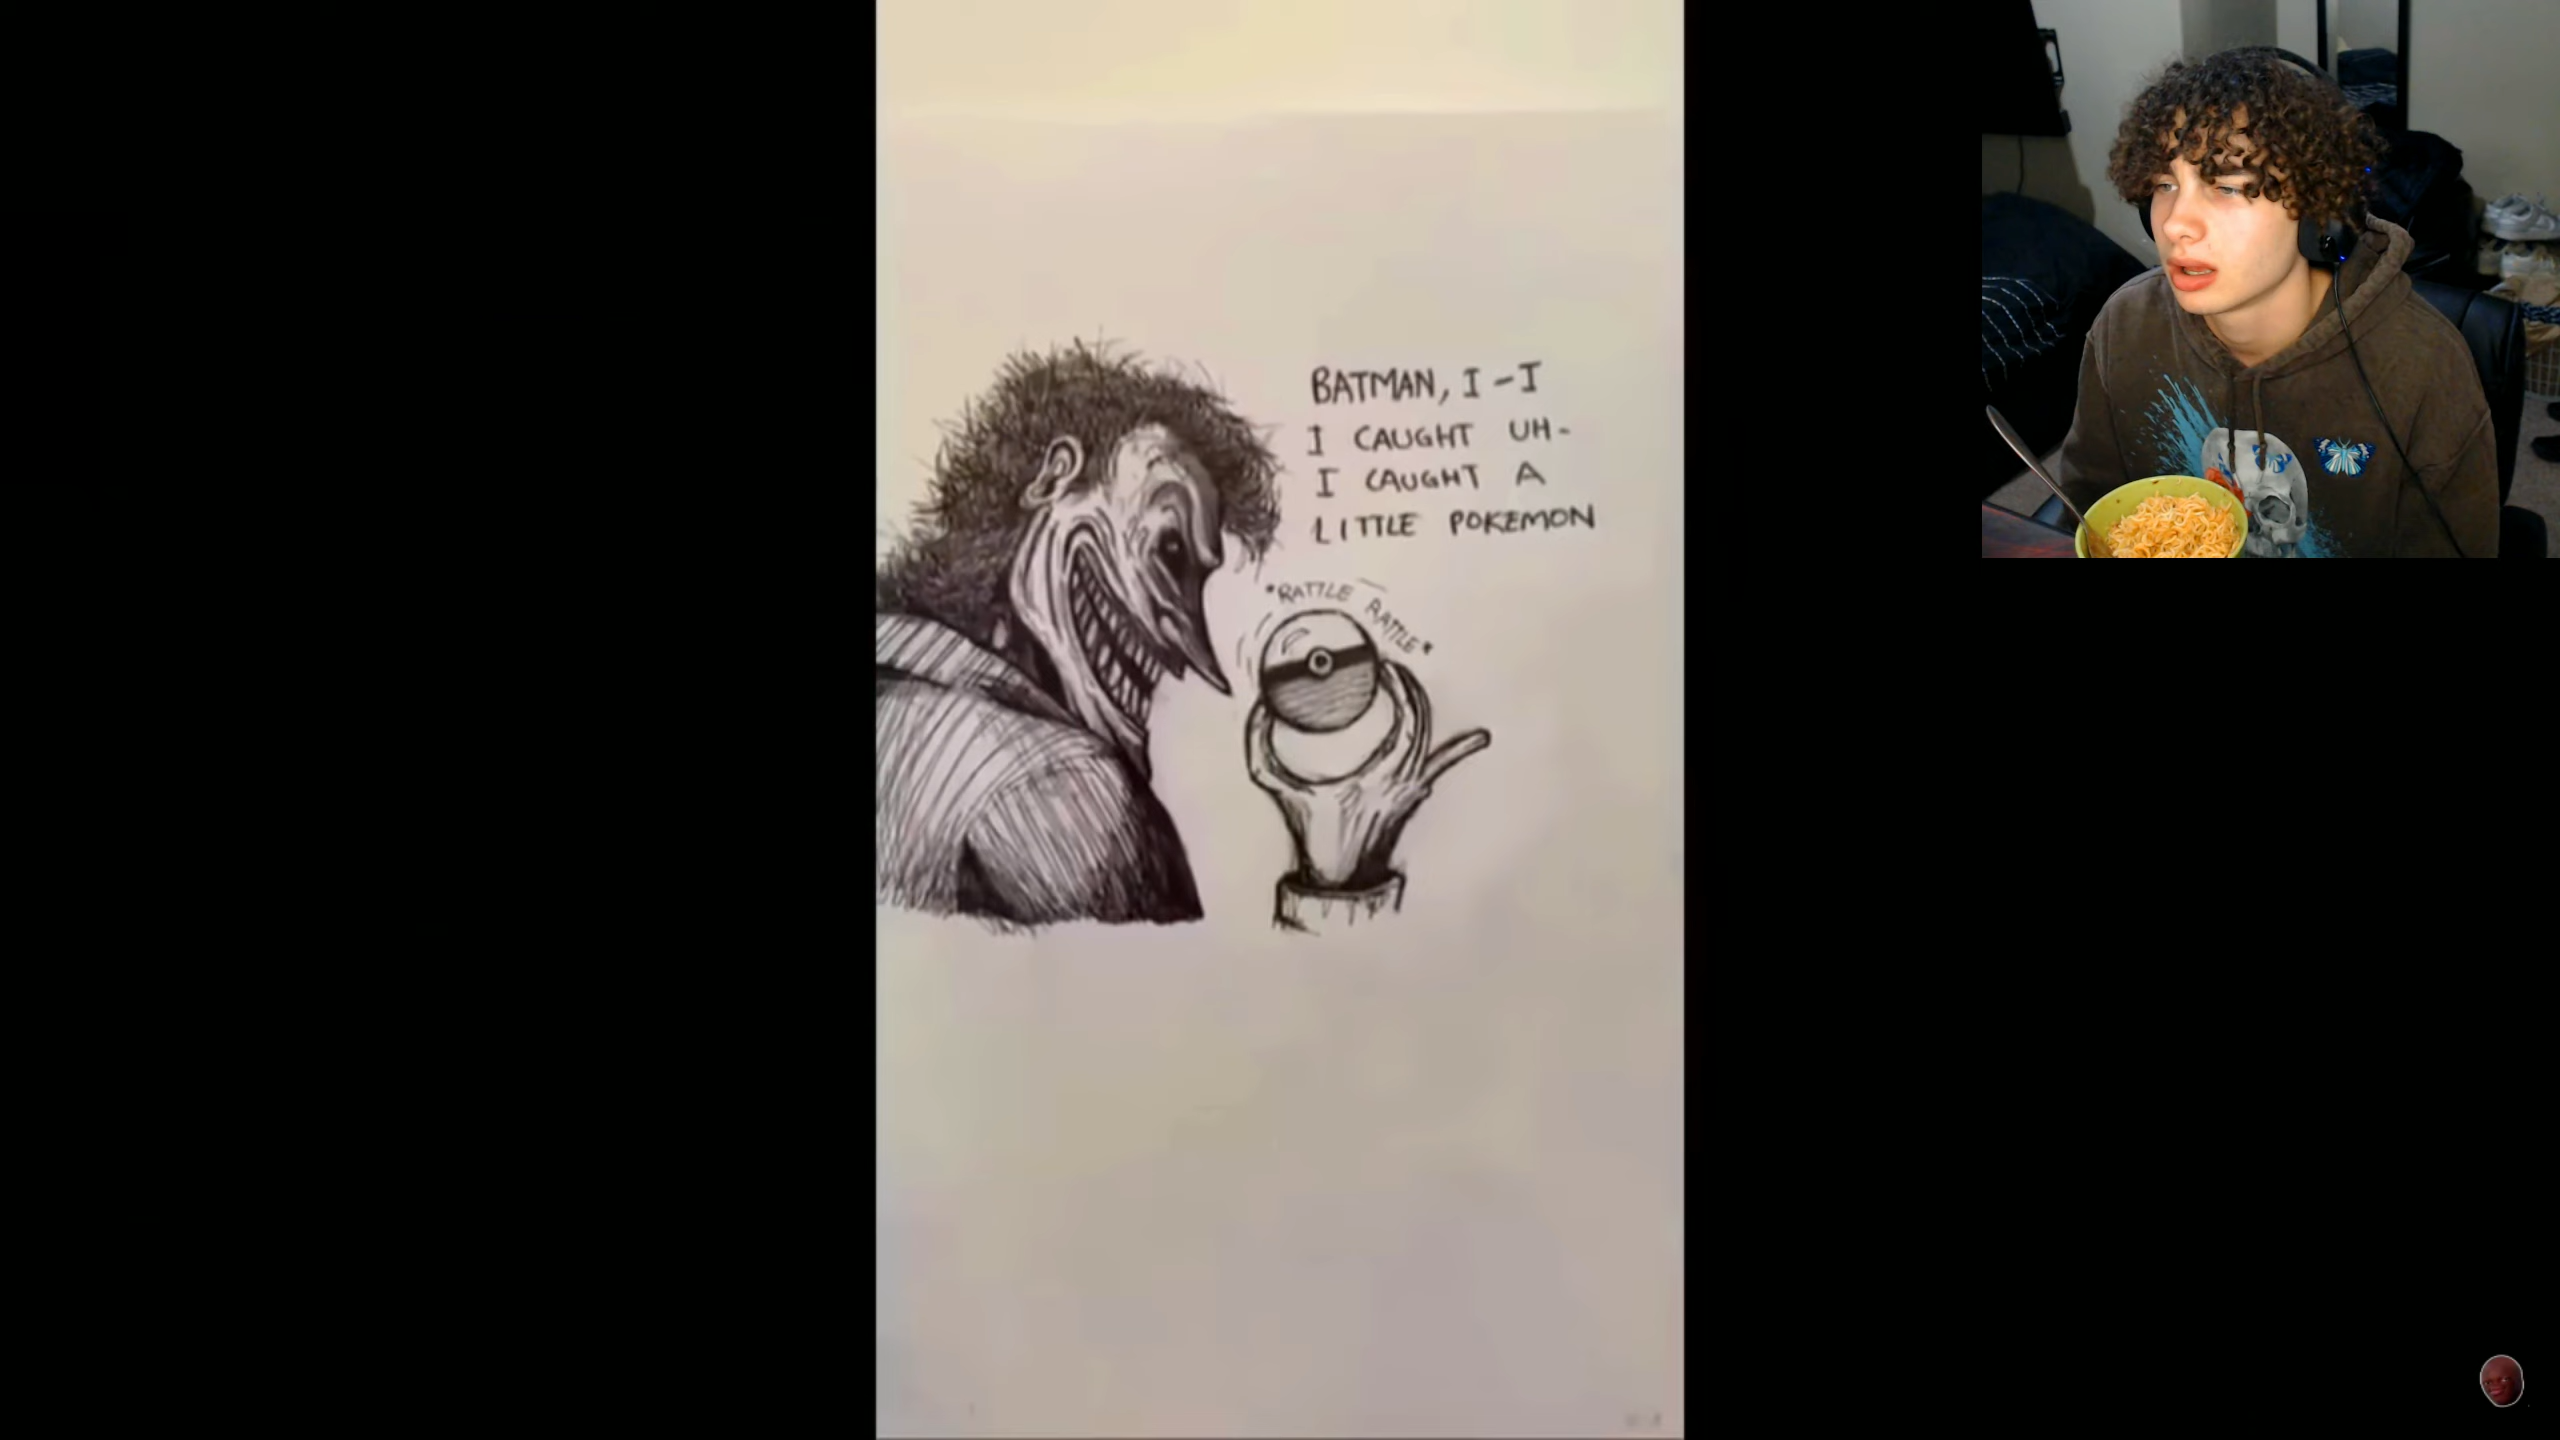 BATMAN, I-I
I CAUGHT UH-
I CAUGHT A
LITTLE POKEMON
*RATTLE RATTLE*